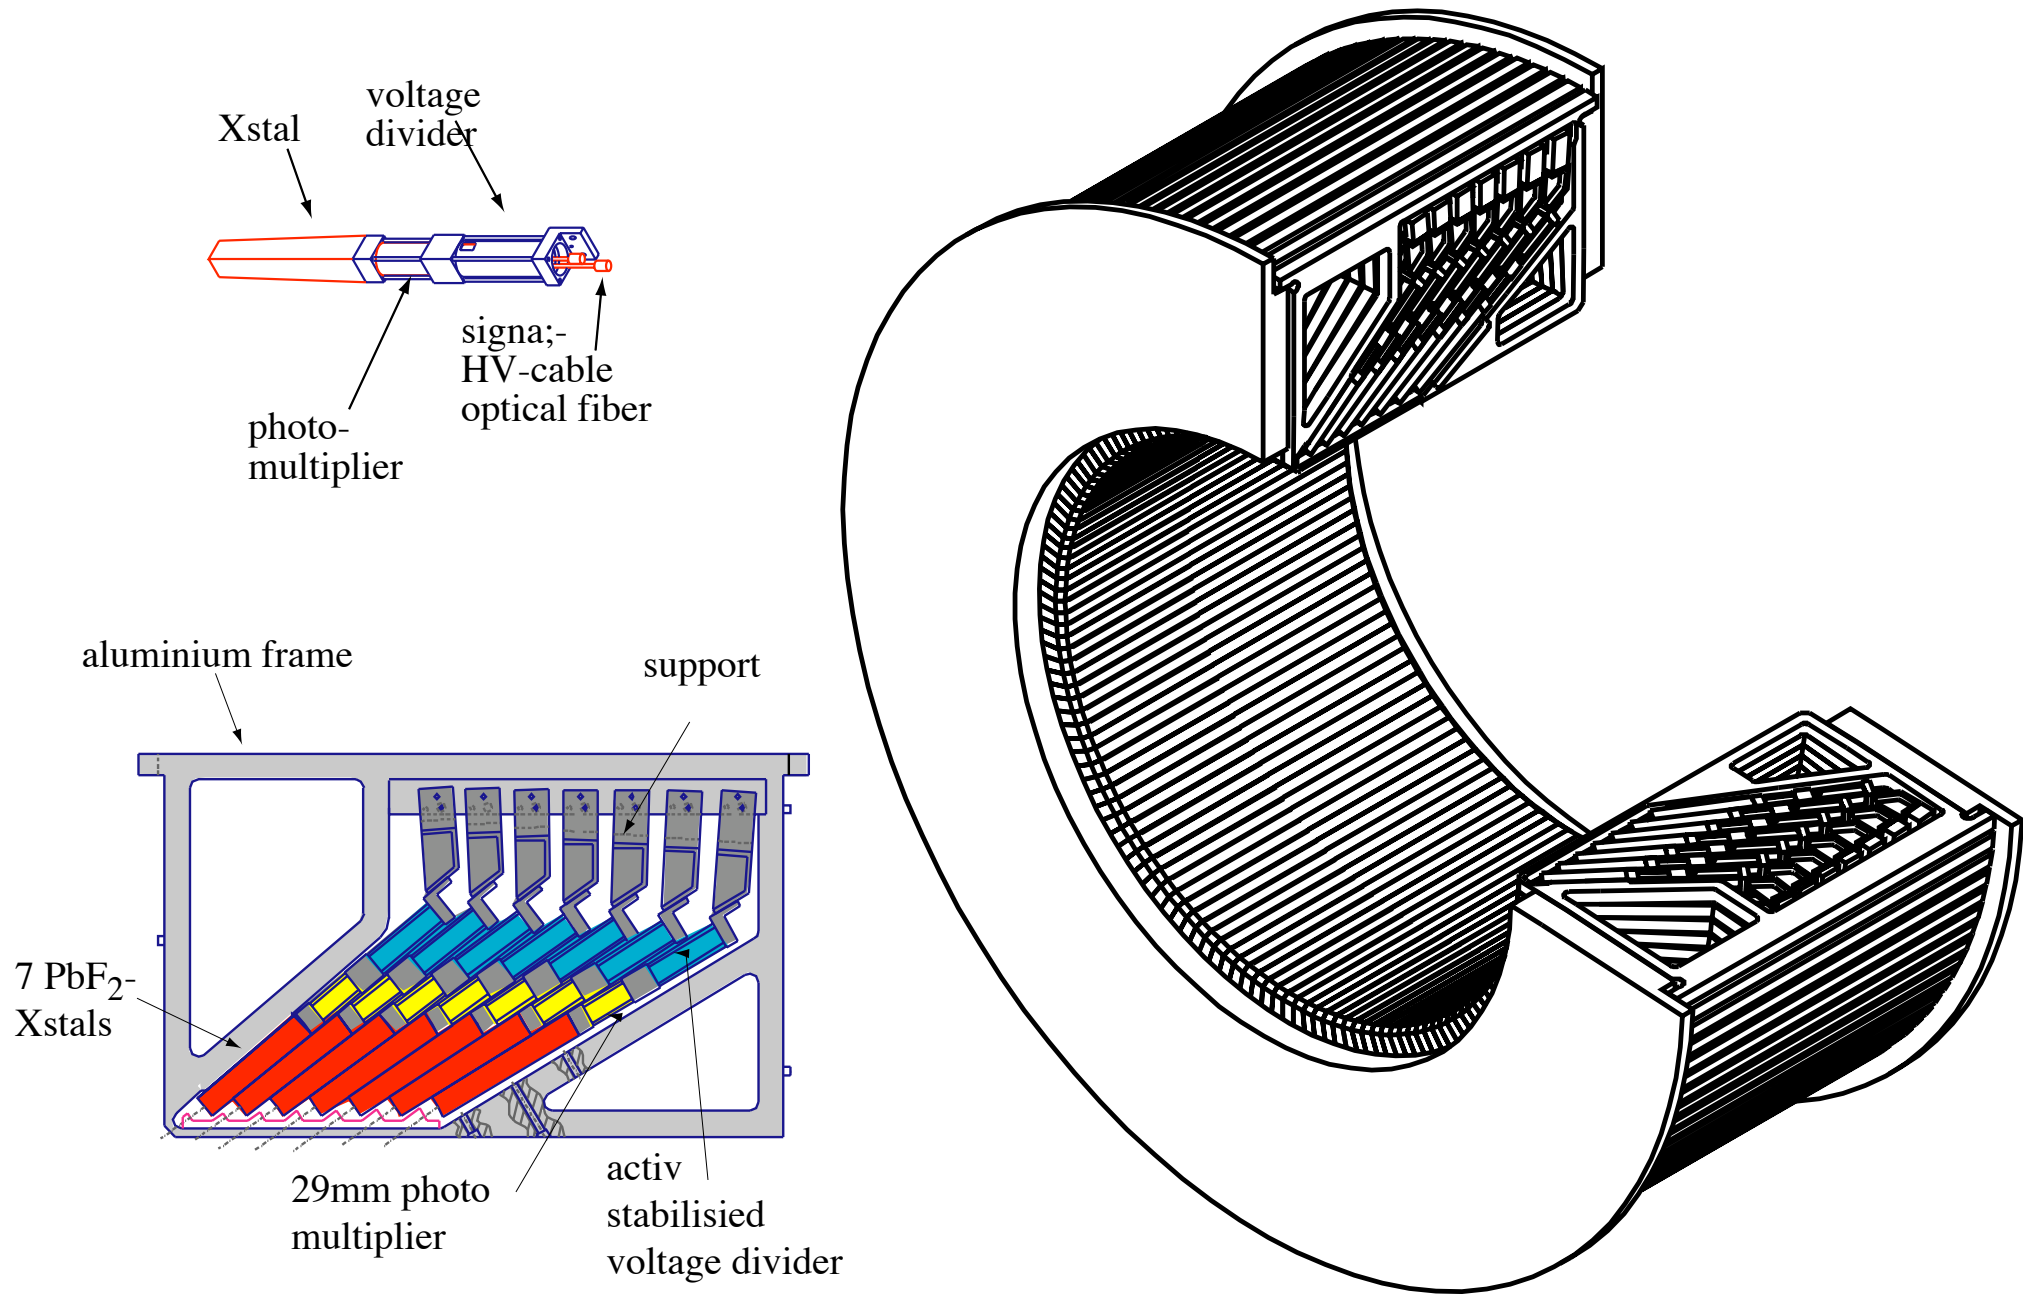 voltage
divider
Xstal
signa;-
HV-cable
optical fiber
photo-
multiplier
aluminium frame
support
7 PbF2-
Xstals
29mm photo
multiplier
activ
stabilisied
voltage divider